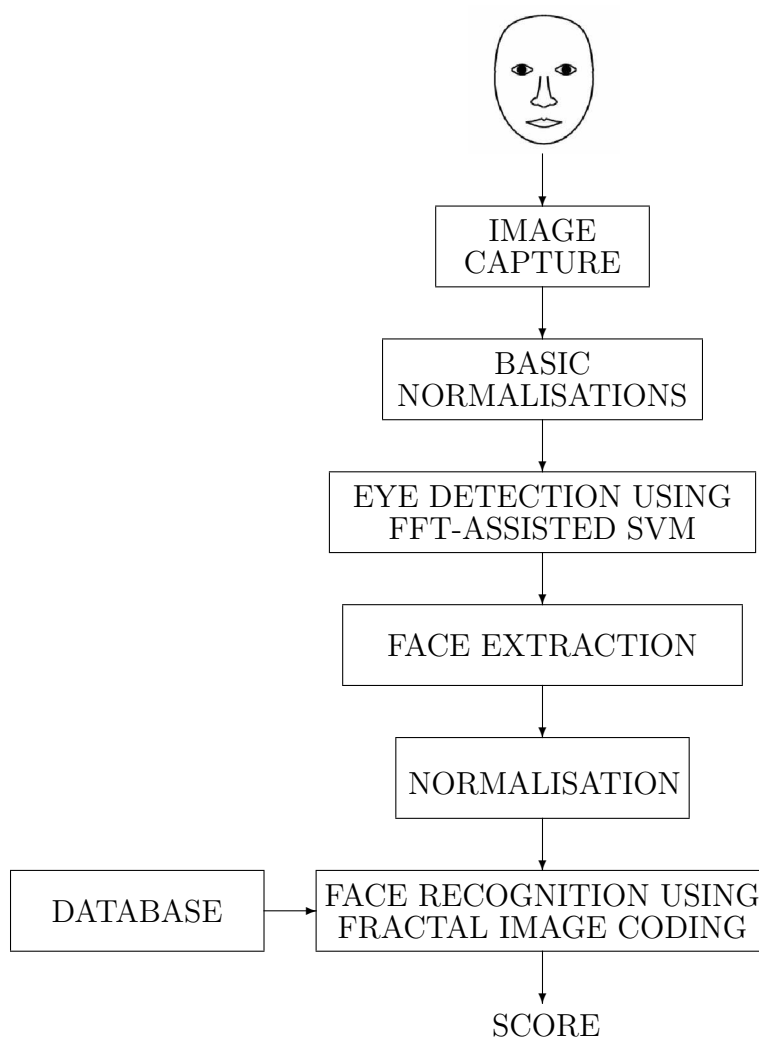 IMAGE
CAPTURE
BASIC
NORMALISATIONS
EYE DETECTION USING
FFT-ASSISTED SVM
FACE EXTRACTION
NORMALISATION
DATABASE
FACE RECOGNITION USING
FRACTAL IMAGE CODING
SCORE